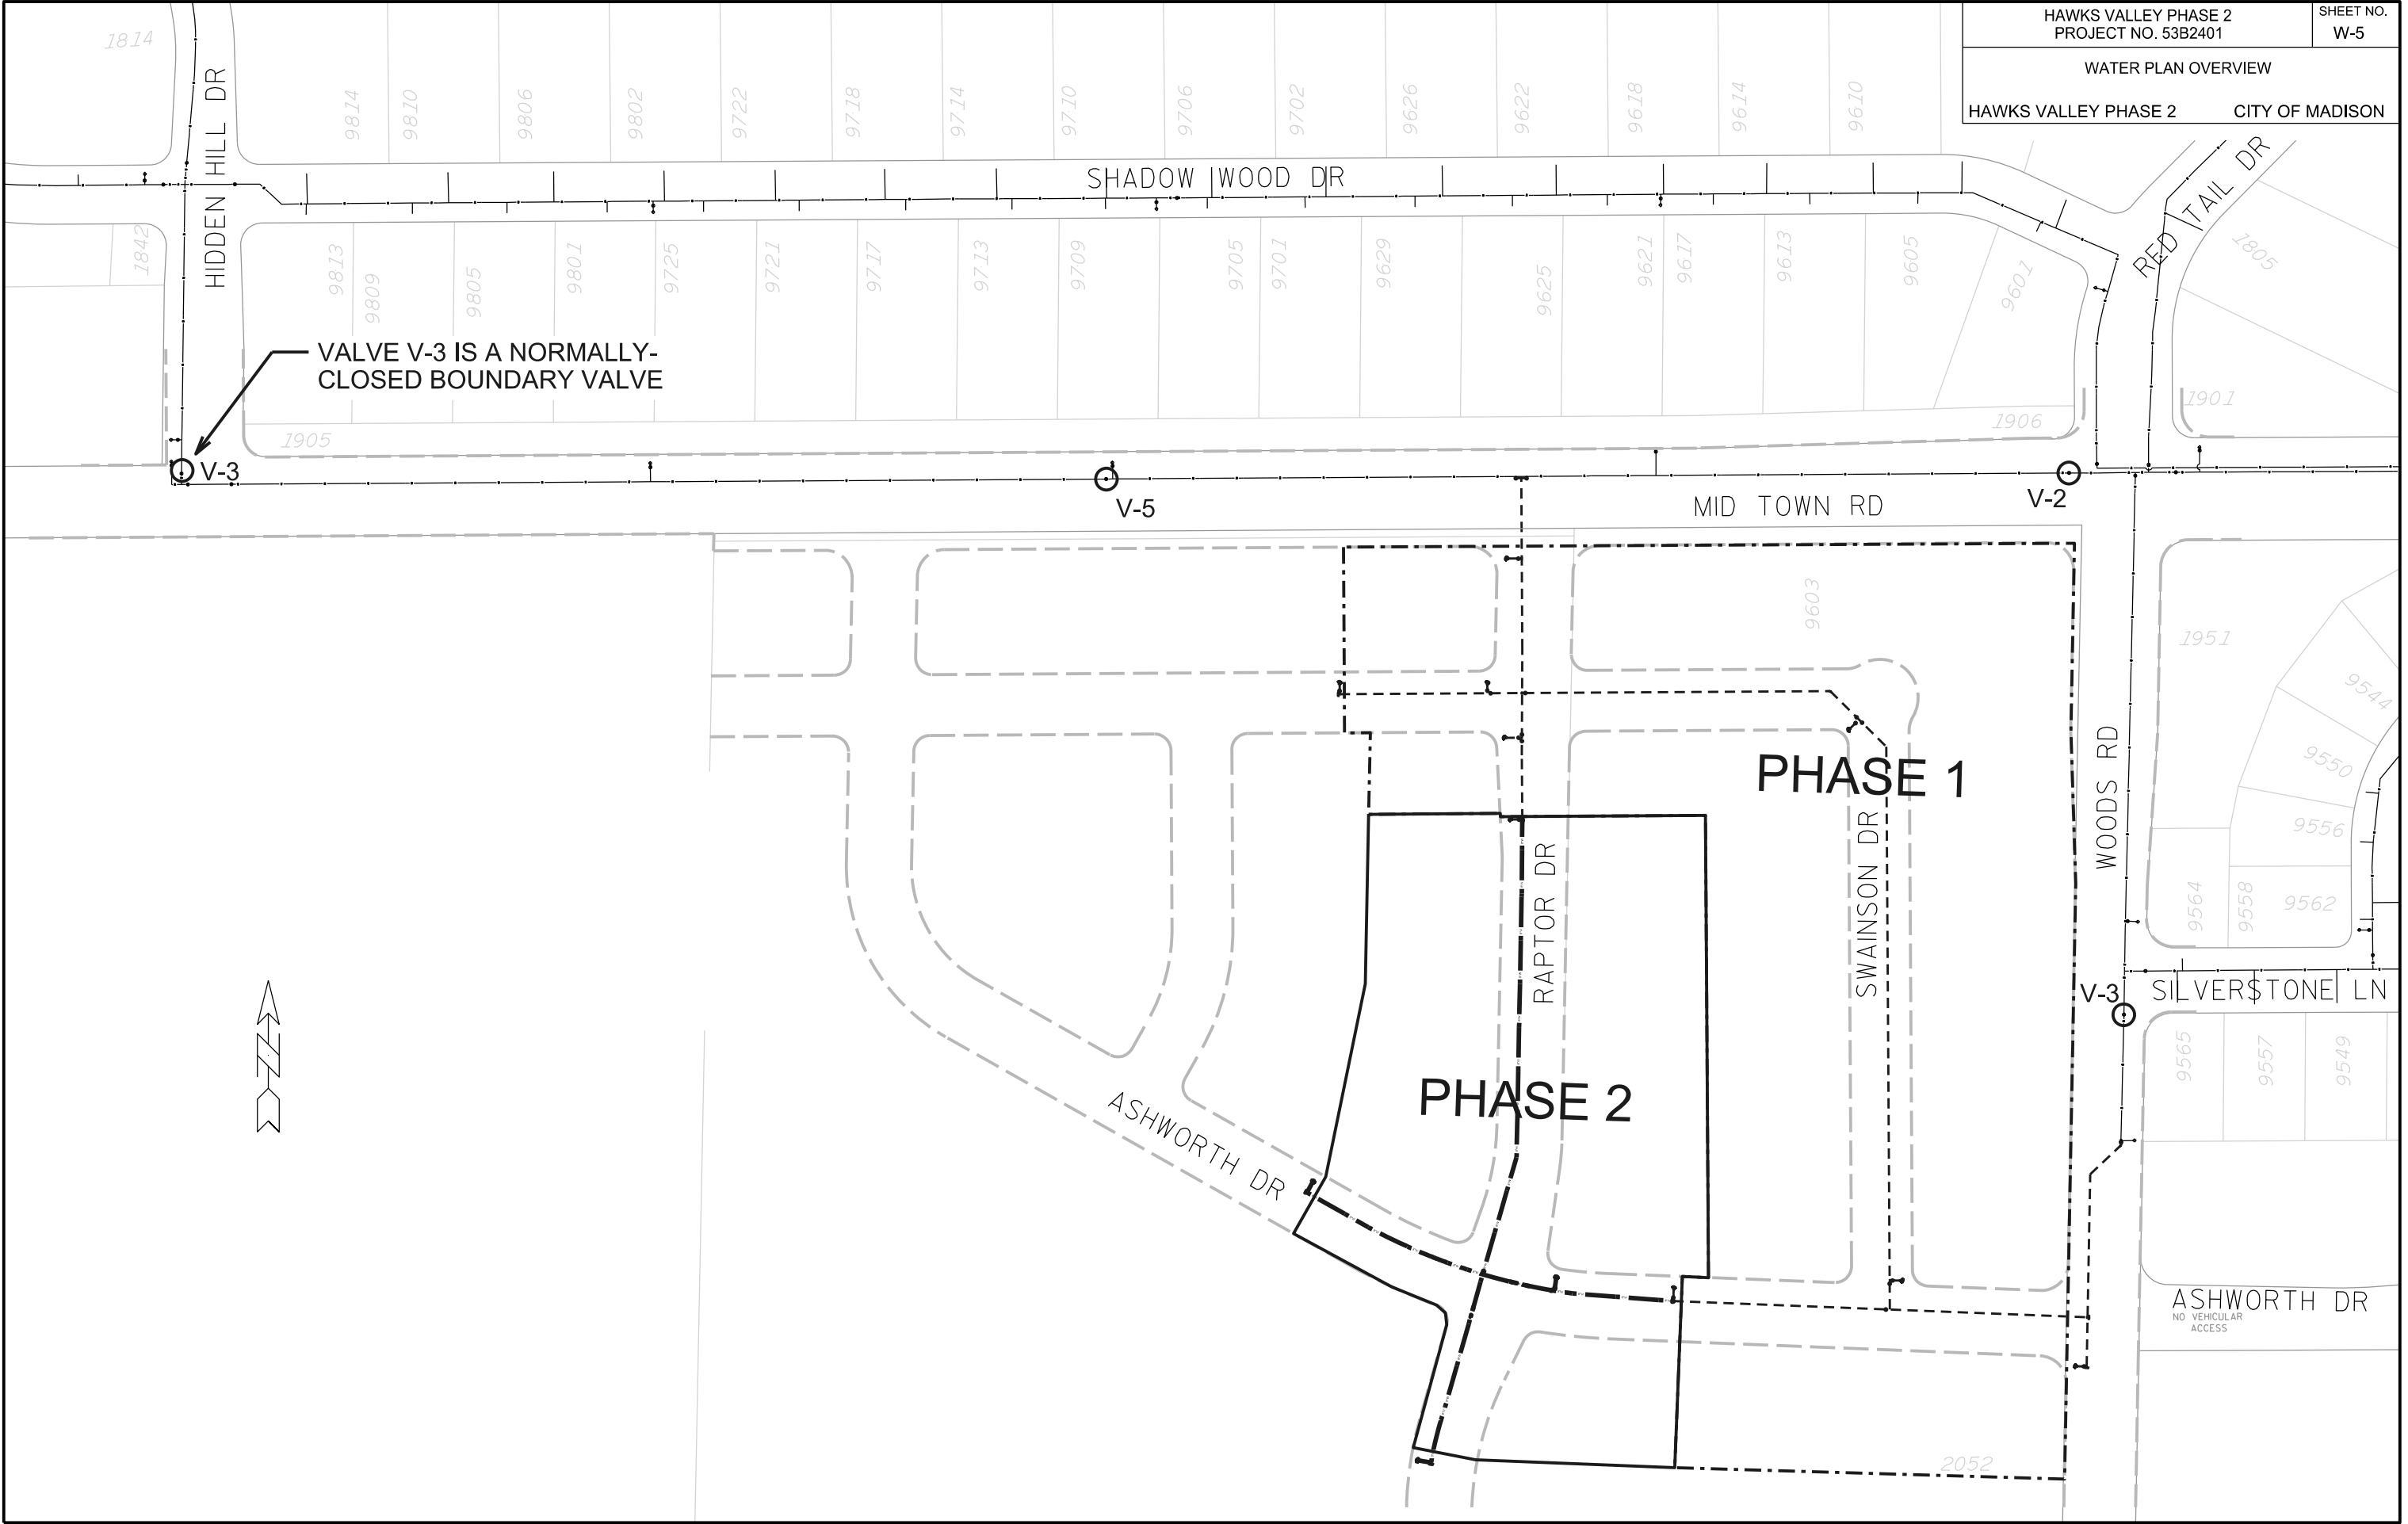 HAWKS VALLEY PHASE 2
PROJECT NO. 53B2401
SHEET NO.
W-5
WATER PLAN OVERVIEW
HAWKS VALLEY PHASE 2
CITY OF MADISON
1814
HIDDEN HILL DR
9814
9810
9806
9802
9722
9718
9714
9710
9706
9702
9626
9622
9618
9614
9610
SHADOW WOOD DR
RED TAIL DR
1842
9813
9809
9805
9801
9725
9721
9717
9713
9709
9705
9701
9629
9625
9621
9617
9613
9605
9601
1805
VALVE V-3 IS A NORMALLY-
CLOSED BOUNDARY VALVE
1905
1906
1901
V-3
V-5
V-2
MID TOWN RD
9603
1951
9544
9550
9556
WOODS RD
PHASE 1
RAPTOR DR
SWAINSON DR
9564
9558
9562
V-3
SILVERSTONE LN
9565
9557
9549
PHASE 2
ASHWORTH DR
ASHWORTH DR
NO VEHICULAR
ACCESS
2052
N